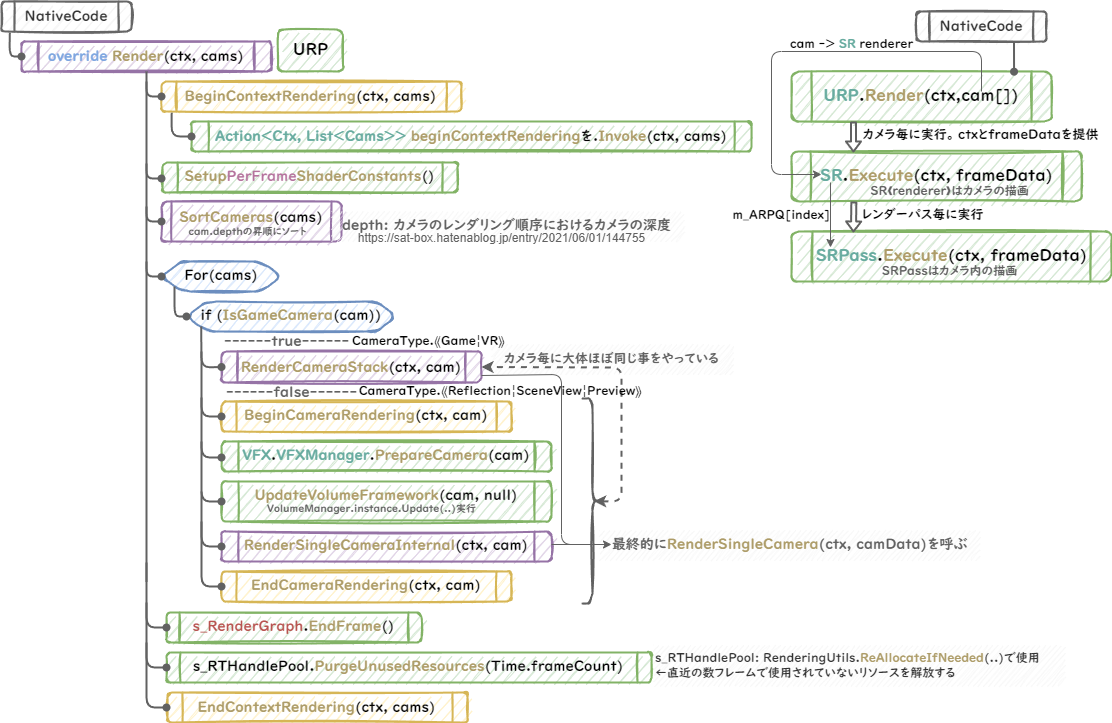 NativeCode
override Render(ctx, cams)
URP
BeginContextRendering(ctx, cams)
Action<Ctx, List<Cams>> beginContextRenderingを.Invoke(ctx, cams)
SetupPerFrameShaderConstants()
SortCameras(cams)
cam.depthの昇順にソート
depth: カメラのレンダリング順序におけるカメラの深度
https://sat-box.hatenablog.jp/entry/2021/06/01/144755
For(cams)
if (IsGameCamera(cam))
------true------ CameraType.《Game¦VR》
RenderCameraStack(ctx, cam)
カメラ毎に大体ほぼ同じ事をやっている
------false------ CameraType.《Reflection¦SceneView¦Preview》
BeginCameraRendering(ctx, cam)
VFX.VFXManager.PrepareCamera(cam)
UpdateVolumeFramework(cam, null)
VolumeManager.instance.Update(..)実行
RenderSingleCameraInternal(ctx, cam)
最終的にRenderSingleCamera(ctx, camData)を呼ぶ
EndCameraRendering(ctx, cam)
s_RenderGraph.EndFrame()
s_RTHandlePool.PurgeUnusedResources(Time.frameCount)
s_RTHandlePool: RenderingUtils.ReAllocateIfNeeded(..)で使用
←直近の数フレームで使用されていないリソースを解放する
EndContextRendering(ctx, cams)
NativeCode
cam -> SR renderer
URP.Render(ctx,cam[])
カメラ毎に実行。ctxとframeDataを提供
SR.Execute(ctx, frameData)
SR《renderer》はカメラの描画
m_ARPQ[index]
レンダーパス毎に実行
SRPass.Execute(ctx, frameData)
SRPassはカメラ内の描画